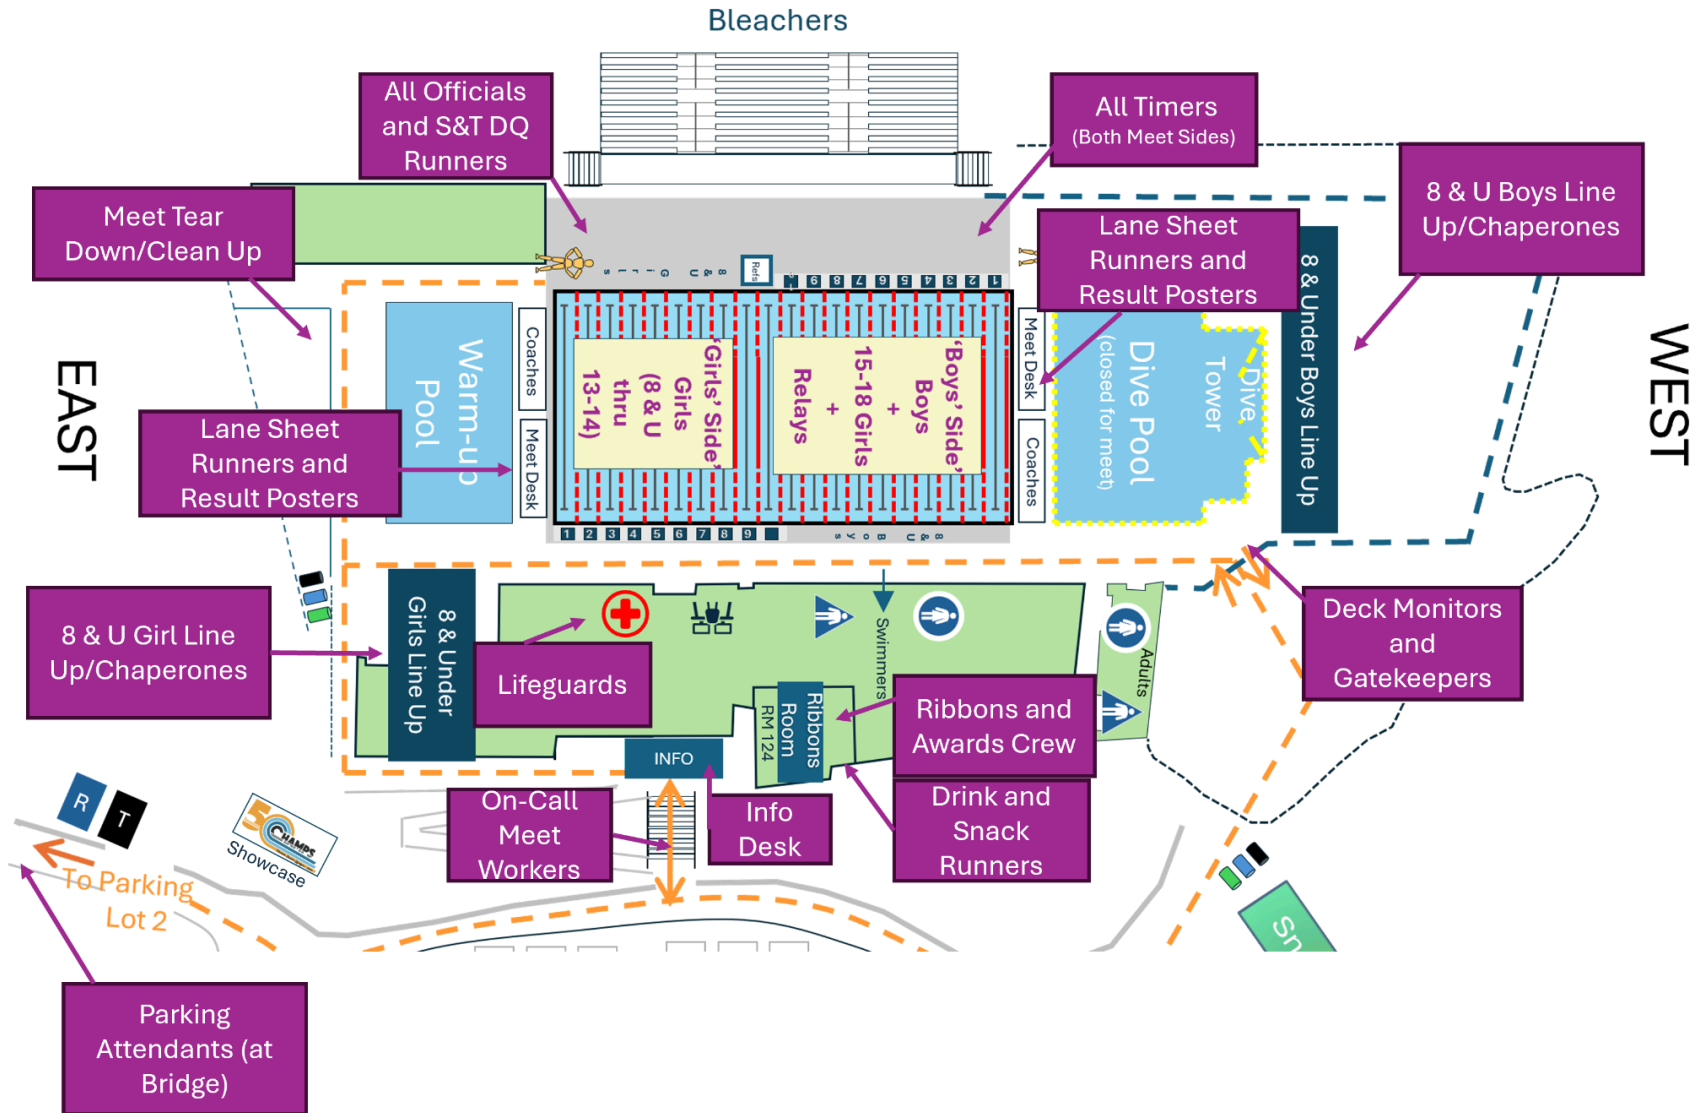 Bleachers
All Officials
and S&T DQ
Runners
All Timers
(Both Meet Sides)
8 & U Boys Line
Up/Chaperones
Meet Tear
Down/Clean Up
Lane Sheet
Runners and
Result Posters
8 & U Girls
Refs
9
8
7
6
5
4
3
2
1
EAST
WEST
Warm-up
Pool
Coaches
Meet Desk
'Girls' Side'
Girls
(8 & U
thru
13-14)
'Boys' Side'
Boys
+
15-18 Girls
+
Relays
Meet Desk
Coaches
Dive Pool
(closed for meet)
Dive
Tower
8 & Under Boys Line Up
Lane Sheet
Runners and
Result Posters
1
2
3
4
5
6
7
8
9
8&U Boys
8 & U Girl Line
Up/Chaperones
8 & Under
Girls Line Up
Lifeguards
Swimmers
Adults
Deck Monitors
and
Gatekeepers
Ribbons
Room
RM 124
Ribbons and
Awards Crew
INFO
On-Call
Meet
Workers
Info
Desk
Drink and
Snack
Runners
R
T
50
CHAMPS
Showcase
To Parking
Lot 2
Parking
Attendants (at
Bridge)